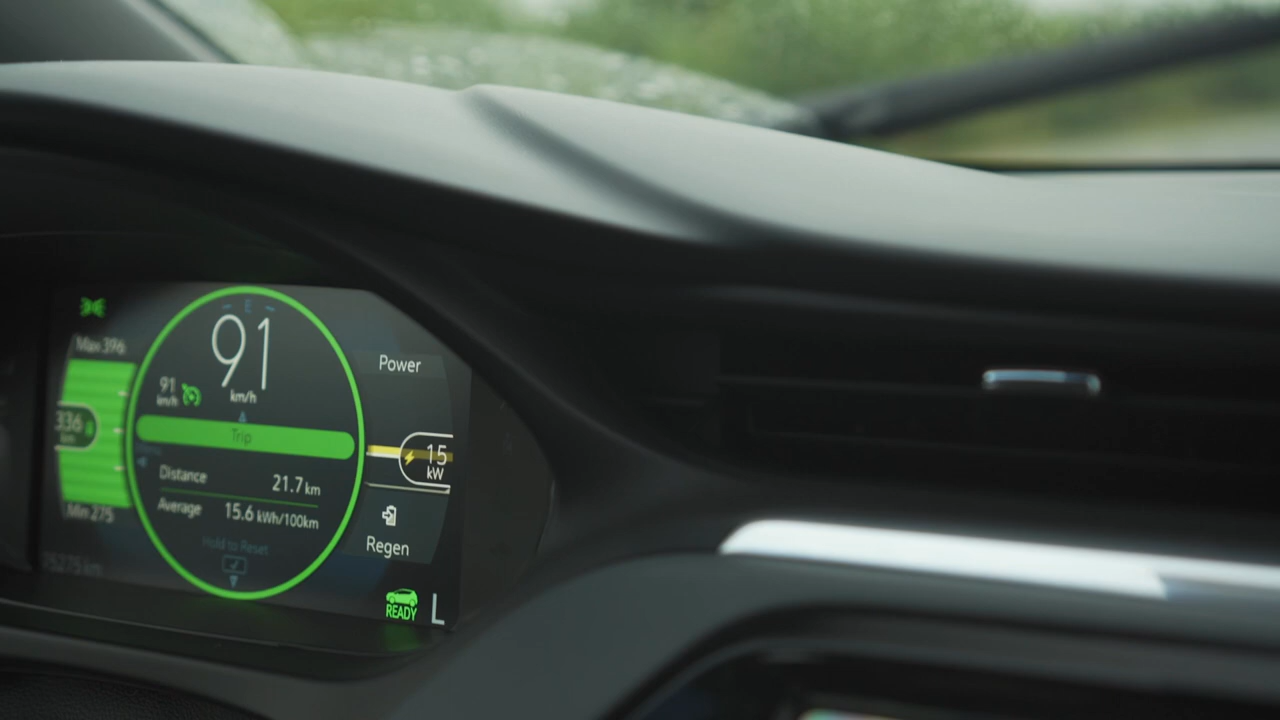 E
91
km/h
91
km/h
Trip
Distance 21.7 km
Average 15.6 kWh/100km
Hold to Reset
Max 396
336
km
Min 275
Power
15
kW
Regen
READY
L